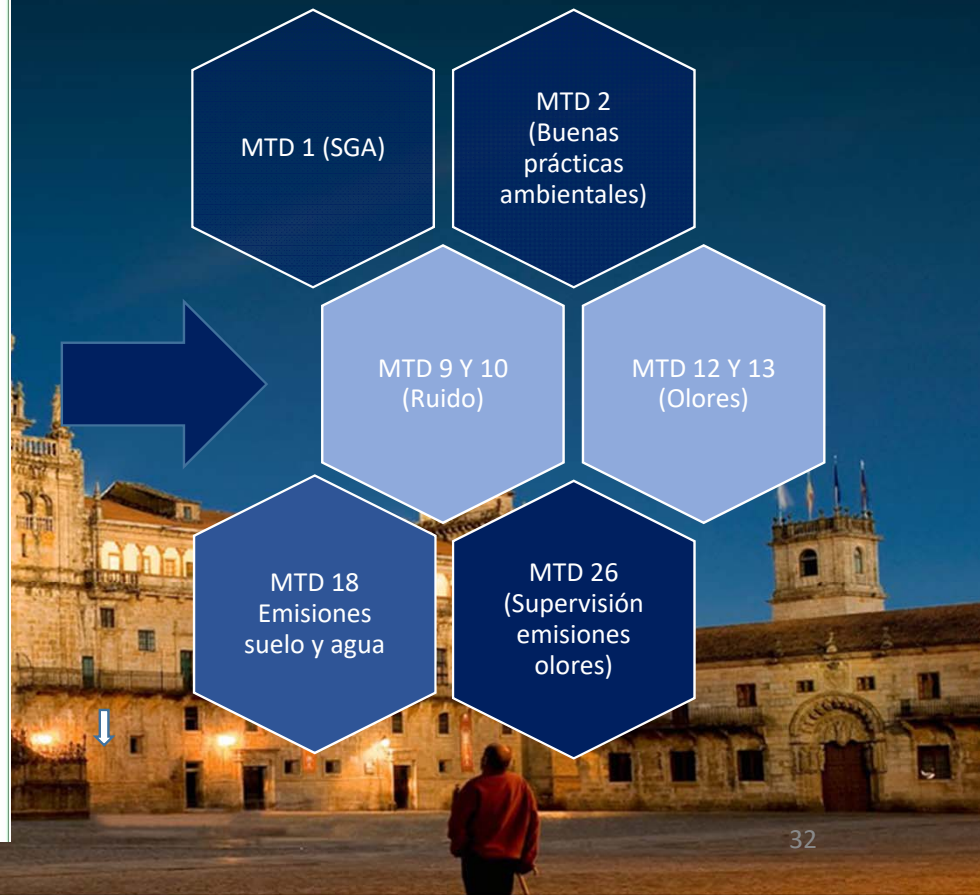 MTD 1 (SGA)
MTD 2
(Buenas
prácticas
ambientales)
MTD 9 Y 10
(Ruido)
MTD 12 Y 13
(Olores)
MTD 18
Emisiones
suelo y agua
MTD 26
(Supervisión
emisiones
olores)
32